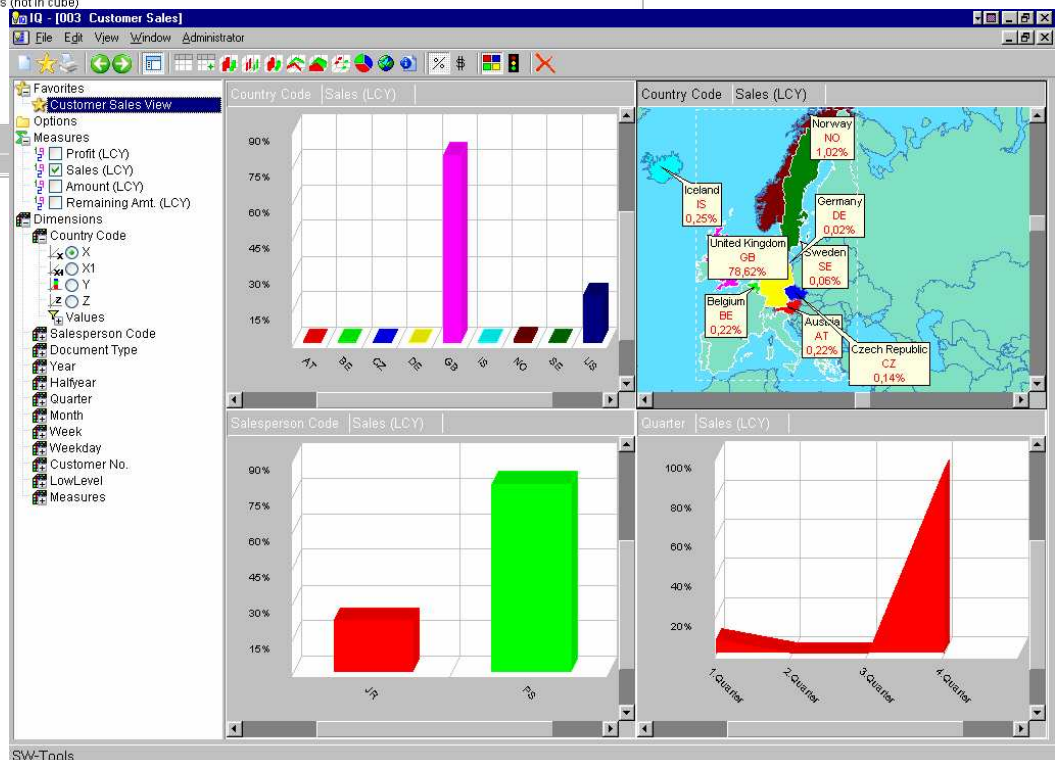 s (not in cube)
IQ - [003 Customer Sales]
File Edit View Window Administrator
Favorites
Customer Sales View
Options
Measures
Profit (LCY)
Sales (LCY)
Amount (LCY)
Remaining Amt. (LCY)
Dimensions
Country Code
X
X1
Y
Z
Values
Salesperson Code
Document Type
Year
Halfyear
Quarter
Month
Week
Weekday
Customer No.
LowLevel
Measures
Country Code Sales (LCY)
90%
75%
60%
45%
30%
15%
AT BE CZ DE GB IS NO SE US
Country Code Sales (LCY)
Norway
NO
1,02%
Iceland
IS
0,25%
Germany
DE
0,02%
United Kingdom
GB
78,62%
Sweden
SE
0,06%
Belgium
BE
0,22%
Austria
AT
0,22%
Czech Republic
CZ
0,14%
Salesperson Code Sales (LCY)
90%
75%
60%
45%
30%
15%
JR PS
Quarter Sales (LCY)
100%
80%
60%
40%
20%
1.Quarter 2.Quarter 3.Quarter 4.Quarter
SW-Tools